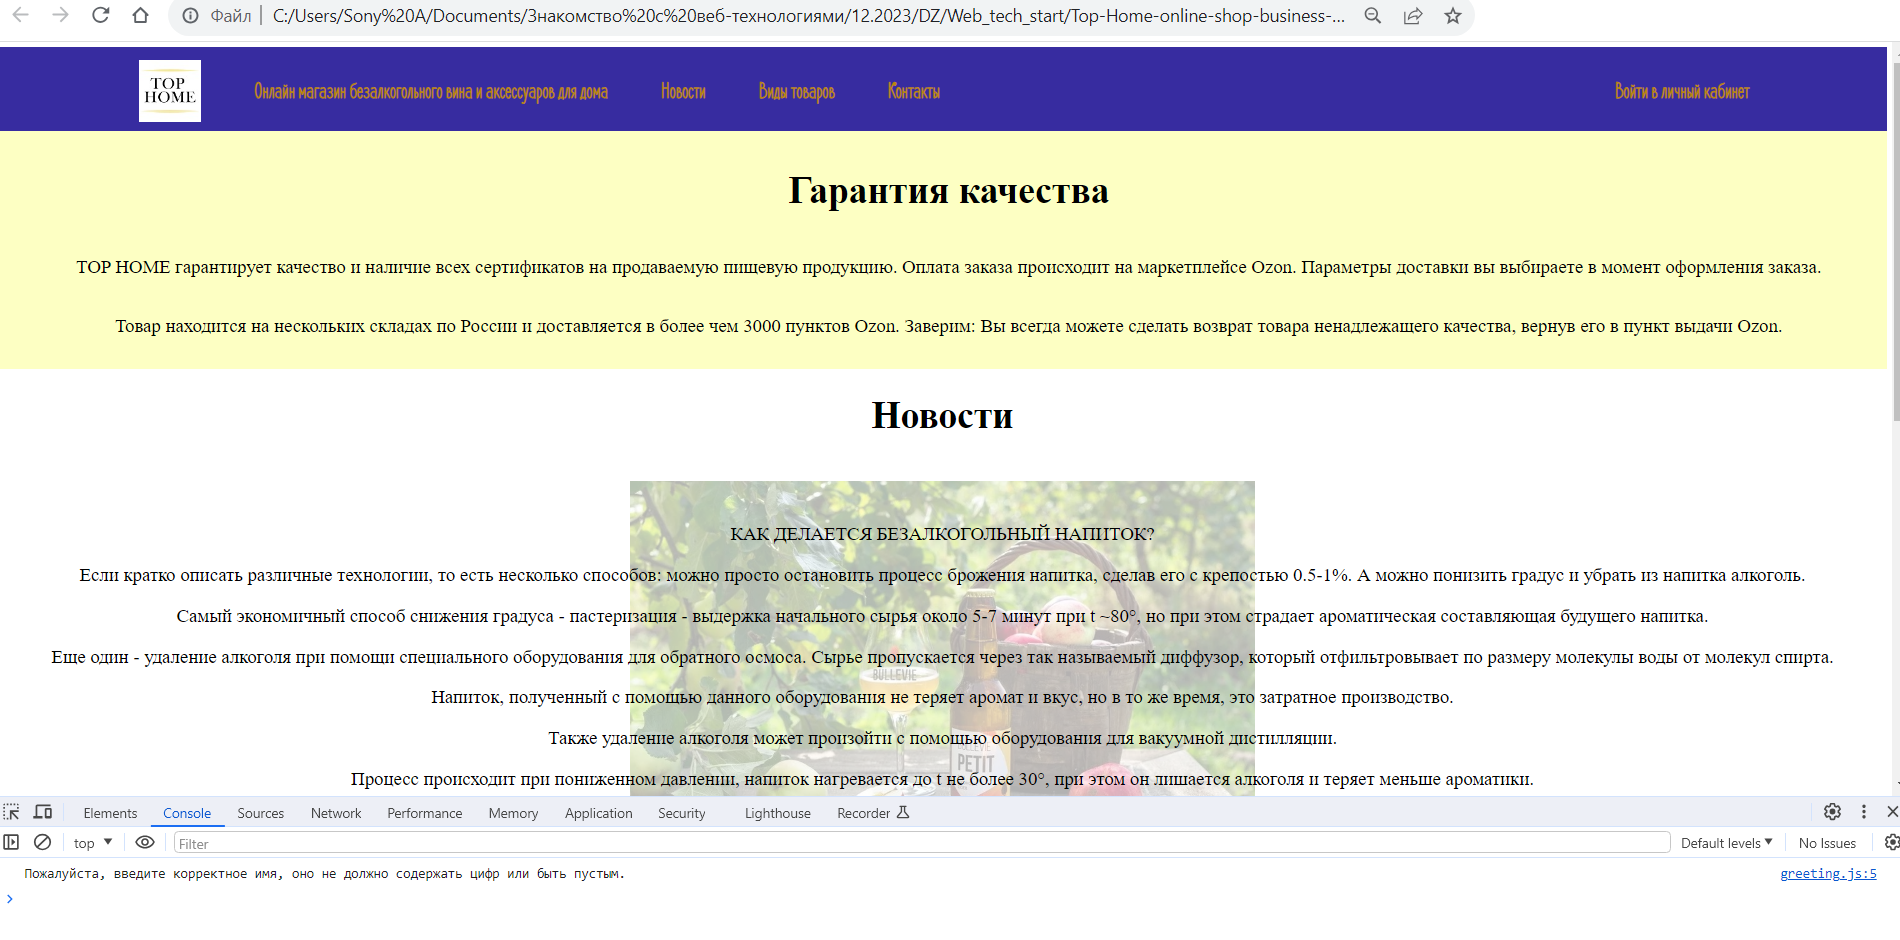 Файл
C:/Users/Sony%20A/Documents/Знакомство%20с%20веб-технологиями/12.2023/DZ/Web_tech_start/Top-Home-online-shop-business-...
TOP
HOME
Онлайн магазин безалкогольного вина и аксессуаров для дома Новости Виды товаров Контакты Войти в личный кабинет
Гарантия качества
TOP HOME гарантирует качество и наличие всех сертификатов на продаваемую пищевую продукцию. Оплата заказа происходит на маркетплейсе Ozon. Параметры доставки вы выбираете в момент оформления заказа.
Товар находится на нескольких складах по России и доставляется в более чем 3000 пунктов Ozon. Заверим: Вы всегда можете сделать возврат товара ненадлежащего качества, вернув его в пункт выдачи Ozon.
Новости
КАК ДЕЛАЕТСЯ БЕЗАЛКОГОЛЬНЫЙ НАПИТОК?
Если кратко описать различные технологии, то есть несколько способов: можно просто остановить процесс брожения напитка, сделав его с крепостью 0.5-1%. А можно понизить градус и убрать из напитка алкоголь.
Самый экономичный способ снижения градуса - пастеризация - выдержка начального сырья около 5-7 минут при t ~80°, но при этом страдает ароматическая составляющая будущего напитка.
Еще один - удаление алкоголя при помощи специального оборудования для обратного осмоса. Сырье пропускается через так называемый диффузор, который отфильтровывает по размеру молекулы воды от молекул спирта.
BULLEVIE
Напиток, полученный с помощью данного оборудования не теряет аромат и вкус, но в то же время, это затратное производство.
Также удаление алкоголя может произойти с помощью оборудования для вакуумной дистилляции.
BULLEVIE
PETIT
Процесс происходит при пониженном давлении, напиток нагревается до t не более 30°, при этом он лишается алкоголя и теряет меньше ароматики.
Elements Console Sources Network Performance Memory Application Security Lighthouse Recorder
top Filter Default levels No Issues
Пожалуйста, введите корректное имя, оно не должно содержать цифр или быть пустым. greeting.js:5